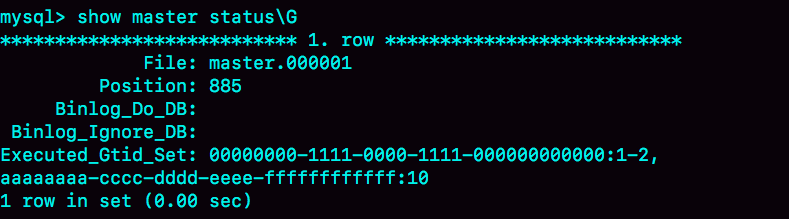 mysql> show master status\G
*************************** 1. row ***************************
File: master.000001
Position: 885
Binlog_Do_DB:
Binlog_Ignore_DB:
Executed_Gtid_Set: 00000000-1111-0000-1111-000000000000:1-2,
aaaaaaaa-cccc-dddd-eeee-ffffffffffff:10
1 row in set (0.00 sec)